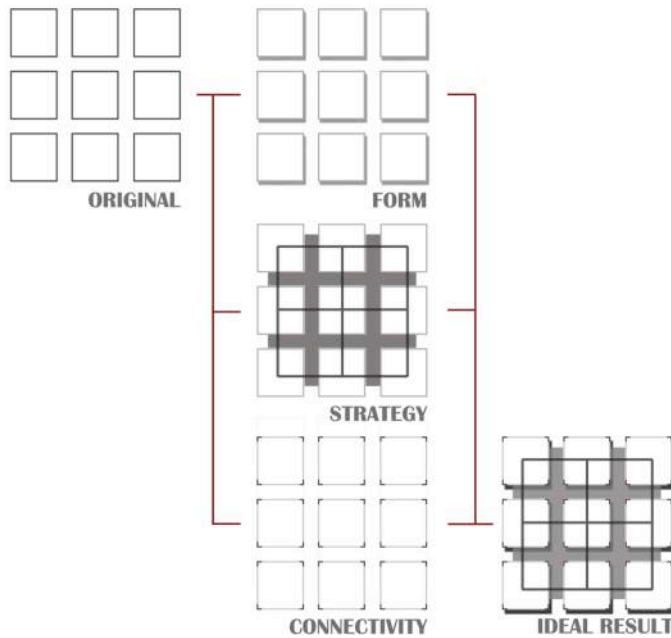 ORIGINAL
FORM
STRATEGY
CONNECTIVITY
IDEAL RESULT